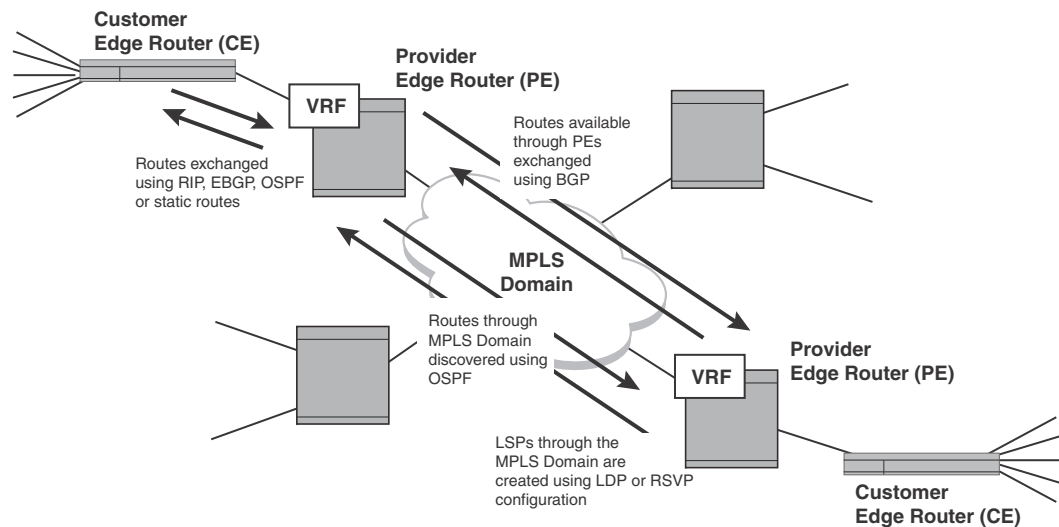 Customer
Edge Router (CE)
Provider
Edge Router (PE)
VRF
Routes available
through PEs
exchanged
using BGP
Routes exchanged
using RIP, EBGP, OSPF
or static routes
MPLS
Domain
Routes through
MPLS Domain
discovered using
OSPF
Provider
Edge Router (PE)
VRF
LSPs through the
MPLS Domain are
created using LDP or RSVP
configuration
Customer
Edge Router (CE)